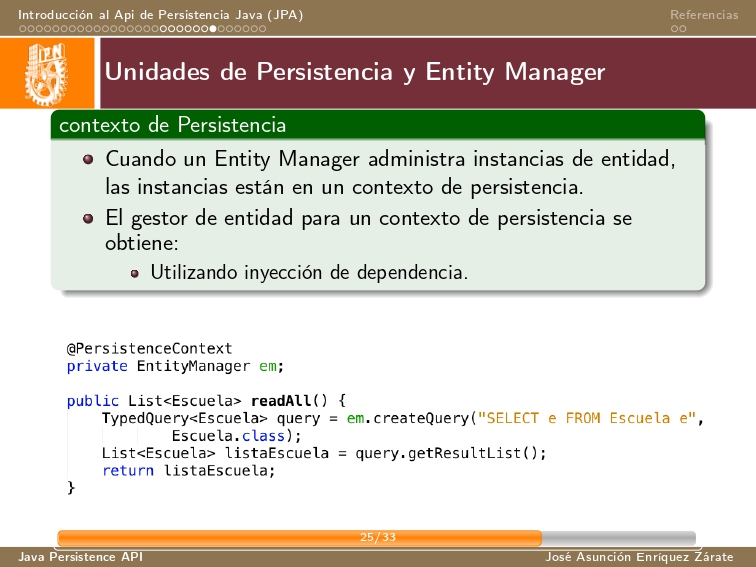 Introducción al Api de Persistencia Java (JPA)
Referencias
IPN
Unidades de Persistencia y Entity Manager
contexto de Persistencia
Cuando un Entity Manager administra instancias de entidad,
las instancias están en un contexto de persistencia.
El gestor de entidad para un contexto de persistencia se
obtiene:
Utilizando inyección de dependencia.
@PersistenceContext
private EntityManager em;
public List<Escuela> readAll() {
TypedQuery<Escuela> query = em.createQuery("SELECT e FROM Escuela e",
Escuela.class);
List<Escuela> listaEscuela = query.getResultList();
return listaEscuela;
}
25/33
Java Persistence API
José Asunción Enríquez Zárate